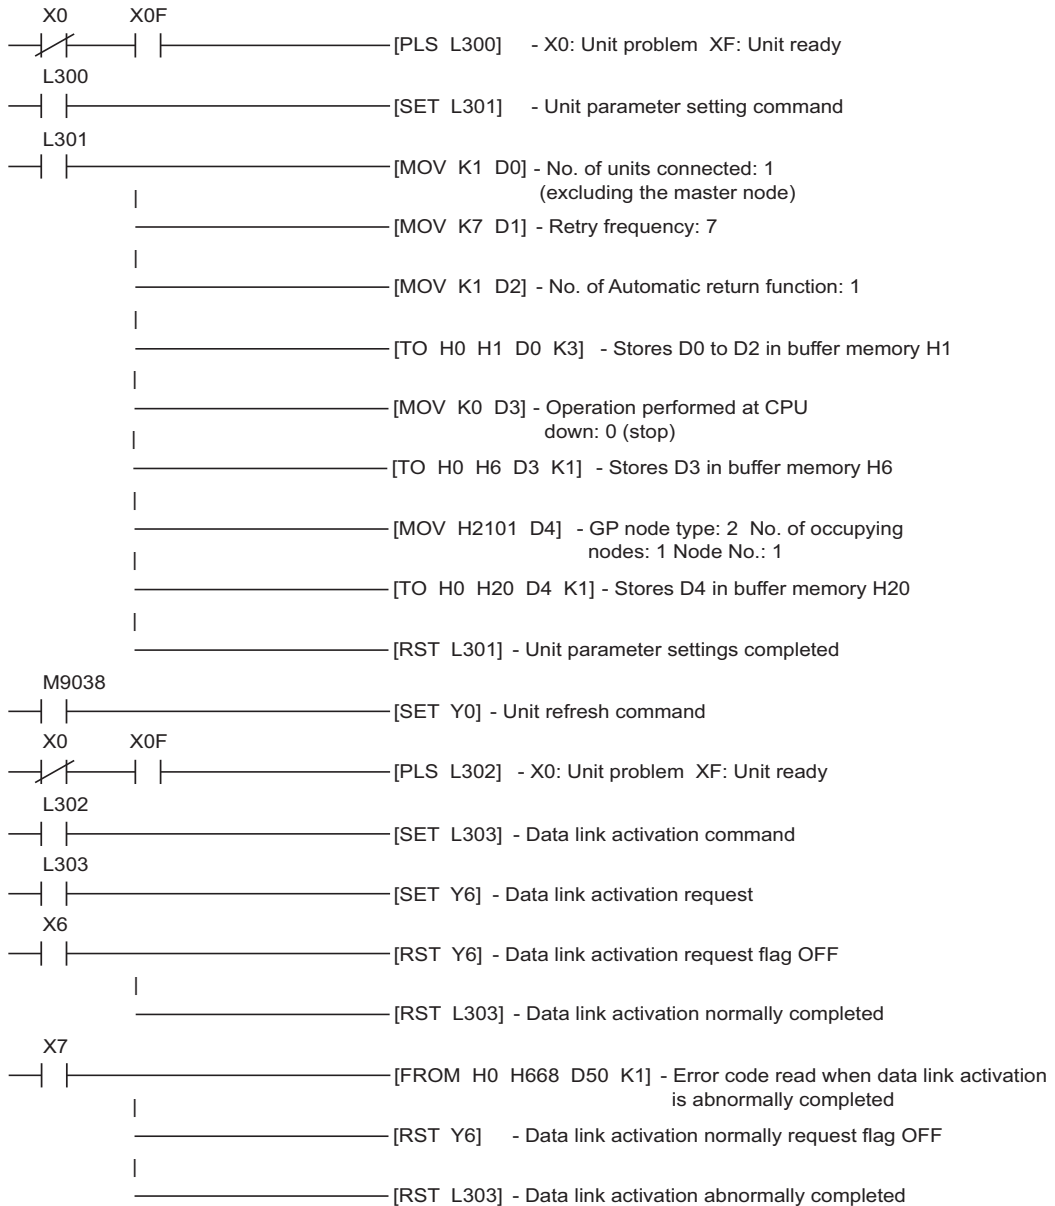 X0 X0F
[PLS L300] - X0: Unit problem XF: Unit ready
L300
[SET L301] - Unit parameter setting command
L301
[MOV K1 D0] - No. of units connected: 1
(excluding the master node)
[MOV K7 D1] - Retry frequency: 7
[MOV K1 D2] - No. of Automatic return function: 1
[TO H0 H1 D0 K3] - Stores D0 to D2 in buffer memory H1
[MOV K0 D3] - Operation performed at CPU
down: 0 (stop)
[TO H0 H6 D3 K1] - Stores D3 in buffer memory H6
[MOV H2101 D4] - GP node type: 2 No. of occupying
nodes: 1 Node No.: 1
[TO H0 H20 D4 K1] - Stores D4 in buffer memory H20
[RST L301] - Unit parameter settings completed
M9038
[SET Y0] - Unit refresh command
X0 X0F
[PLS L302] - X0: Unit problem XF: Unit ready
L302
[SET L303] - Data link activation command
L303
[SET Y6] - Data link activation request
X6
[RST Y6] - Data link activation request flag OFF
[RST L303] - Data link activation normally completed
X7
[FROM H0 H668 D50 K1] - Error code read when data link activation
is abnormally completed
[RST Y6] - Data link activation normally request flag OFF
[RST L303] - Data link activation abnormally completed